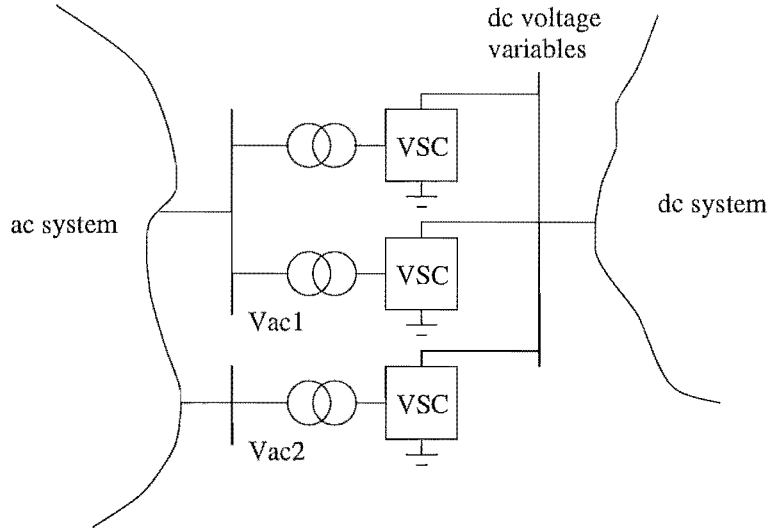 dc voltage
variables
VSC
ac system
dc system
VSC
Vac1
VSC
Vac2